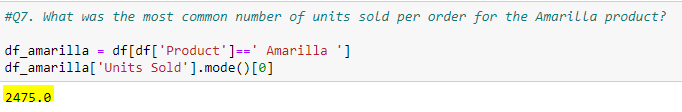 #Q7. What was the most common number of units sold per order for the Amarilla product?
df_amarilla = df[df['Product']==' Amarilla ']
df_amarilla['Units Sold'].mode()[0]
2475.0